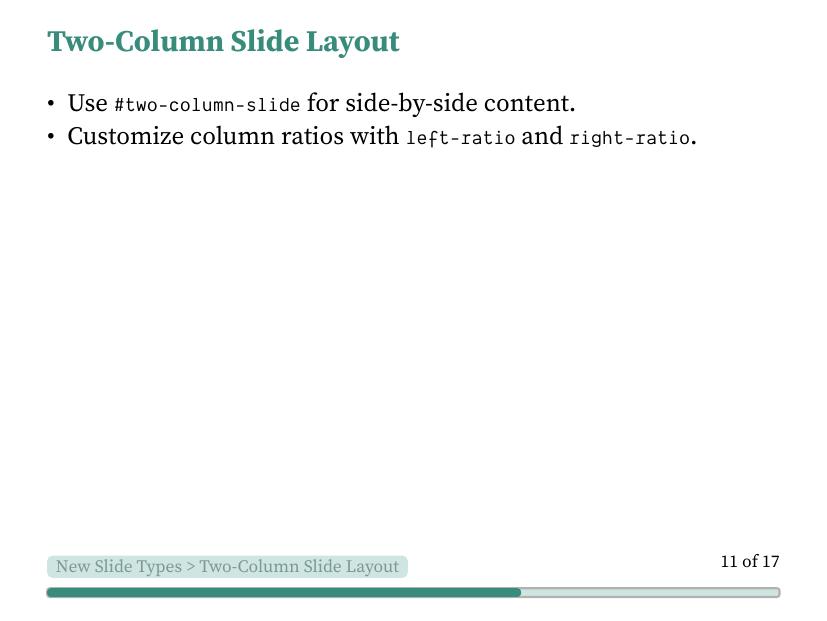 Two-Column Slide Layout
• Use #two-column-slide for side-by-side content.
• Customize column ratios with left-ratio and right-ratio.
New Slide Types > Two-Column Slide Layout
11 of 17